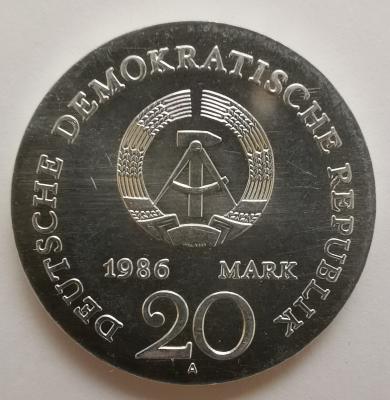 DEUTSCHE DEMOKRATISCHE REPUBLIK
1986 MARK
20
A